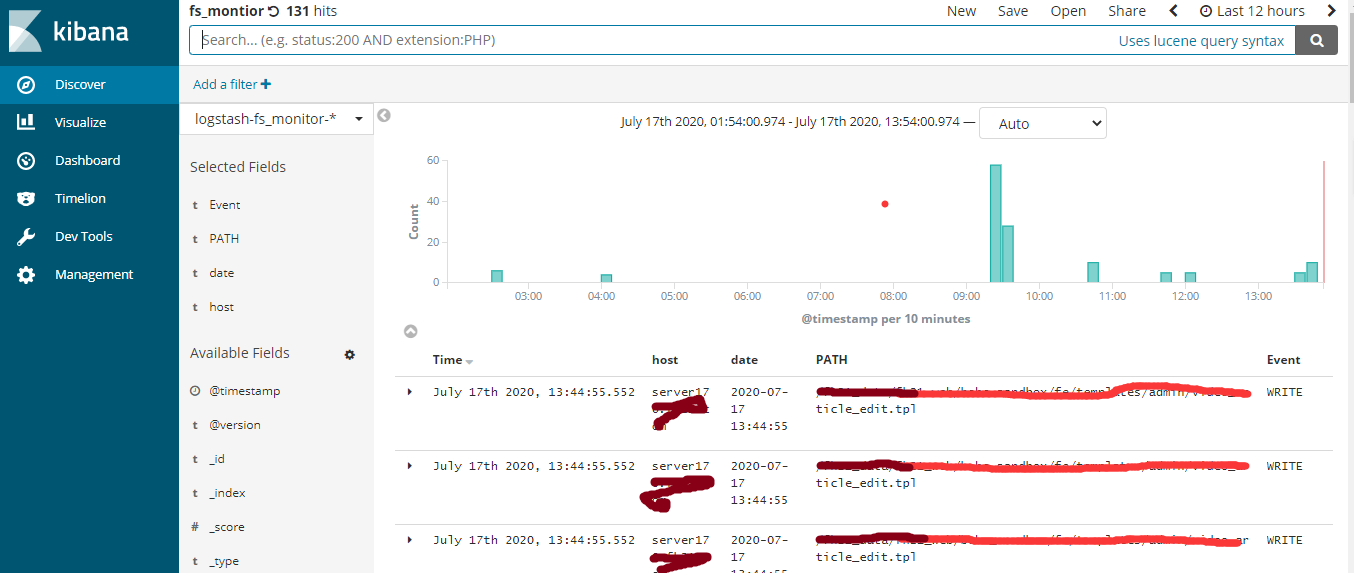 kibana
Discover
Visualize
Dashboard
Timelion
Dev Tools
Management
fs_montior 131 hits
New Save Open Share Last 12 hours
Search... (e.g. status:200 AND extension:PHP) Uses lucene query syntax
Add a filter
logstash-fs_monitor-*
Selected Fields
t Event
t PATH
t date
t host
Available Fields
@timestamp
t @version
t _id
t _index
# _score
t _type
July 17th 2020, 01:54:00.974 - July 17th 2020, 13:54:00.974 — Auto
Count
60
40
20
0
03:00 04:00 05:00 06:00 07:00 08:00 09:00 10:00 11:00 12:00 13:00
@timestamp per 10 minutes
Time host date PATH Event
July 17th 2020, 13:44:55.552 server17 2020-07- WRITE
17 ticle_edit.tpl
13:44:55
July 17th 2020, 13:44:55.552 server17 2020-07- WRITE
17 ticle_edit.tpl
13:44:55
July 17th 2020, 13:44:55.552 server17 2020-07- WRITE
17 ticle_edit.tpl
13:44:55